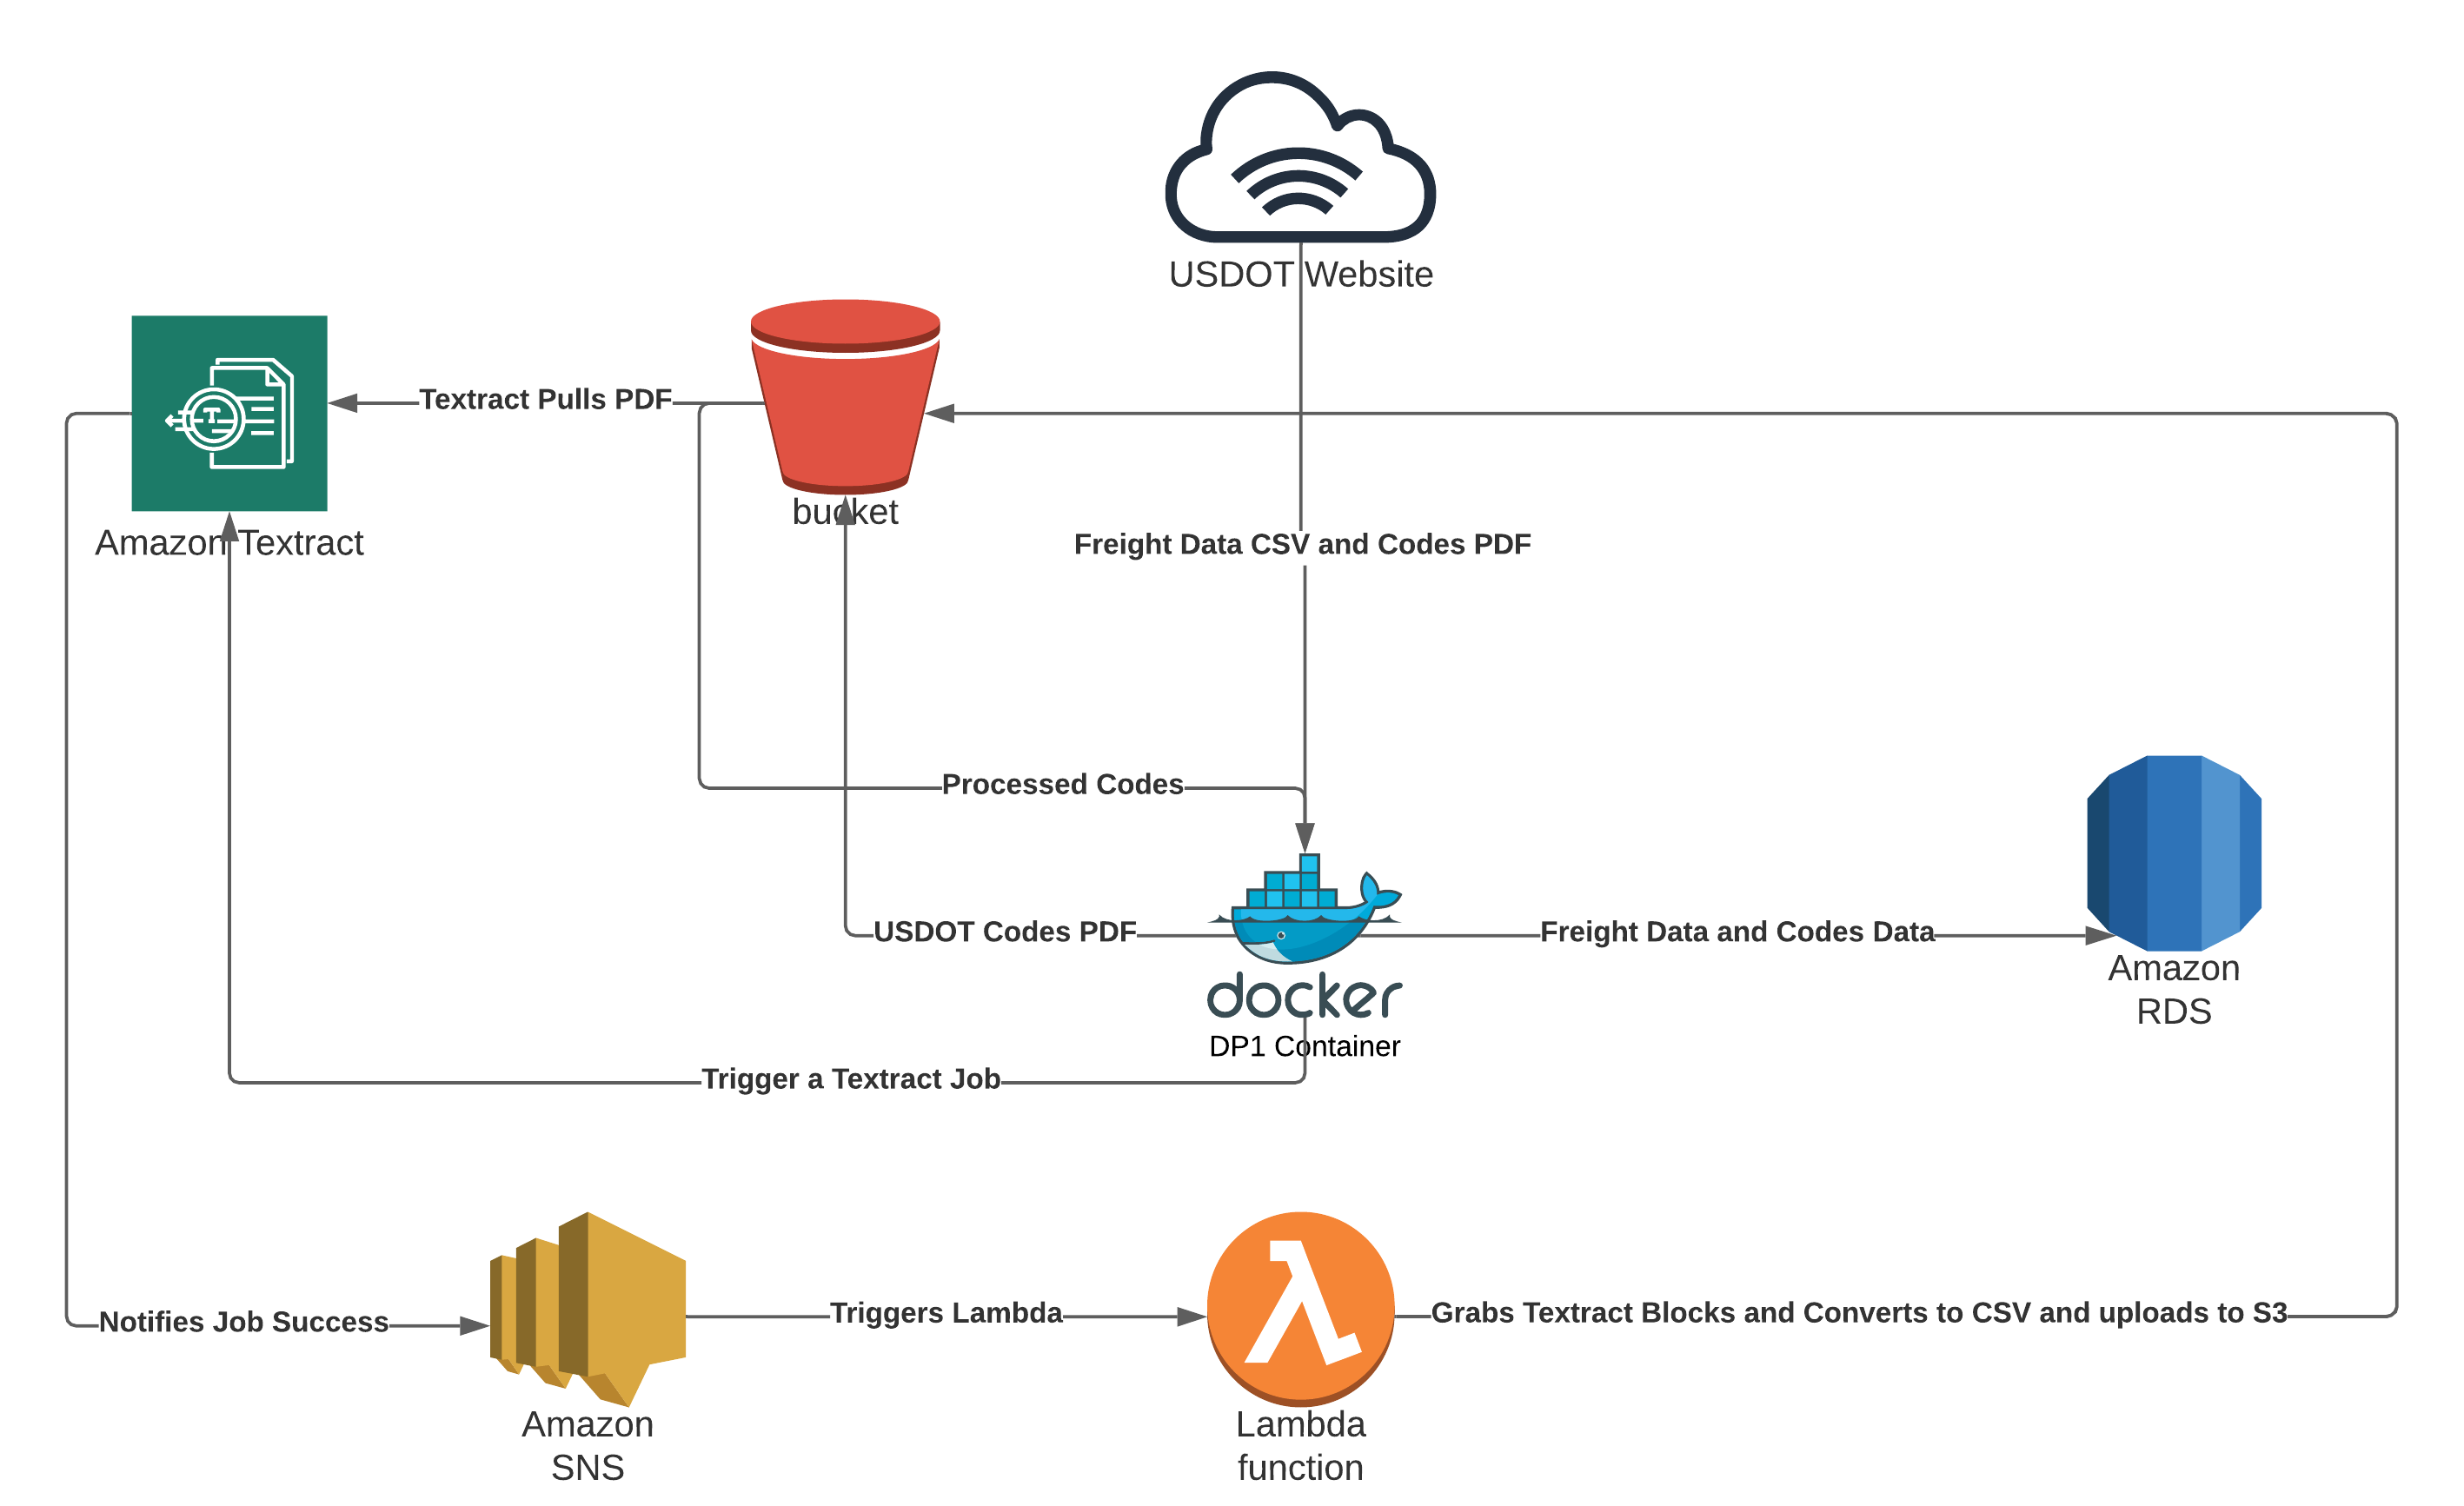 USDOT Website
Textract Pulls PDF
bucket
Amazon Textract
Freight Data CSV and Codes PDF
Processed Codes
USDOT Codes PDF
Freight Data and Codes Data
docker
DP1 Container
Amazon
RDS
Trigger a Textract Job
Notifies Job Success
Triggers Lambda
Grabs Textract Blocks and Converts to CSV and uploads to S3
Amazon
SNS
Lambda
function